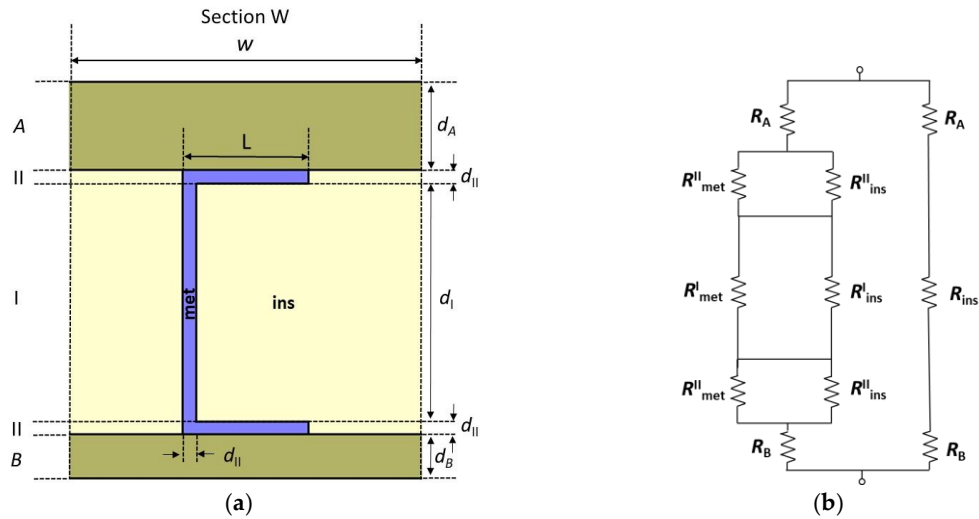 Section W
w
A
d_A
L
II
d_II
I
met
ins
d_I
II
d_II
B
d_II
d_B
(a)
R_A
R_A
R^II_met
R^II_ins
R^I_met
R^I_ins
R_ins
R^II_met
R^II_ins
R_B
R_B
(b)